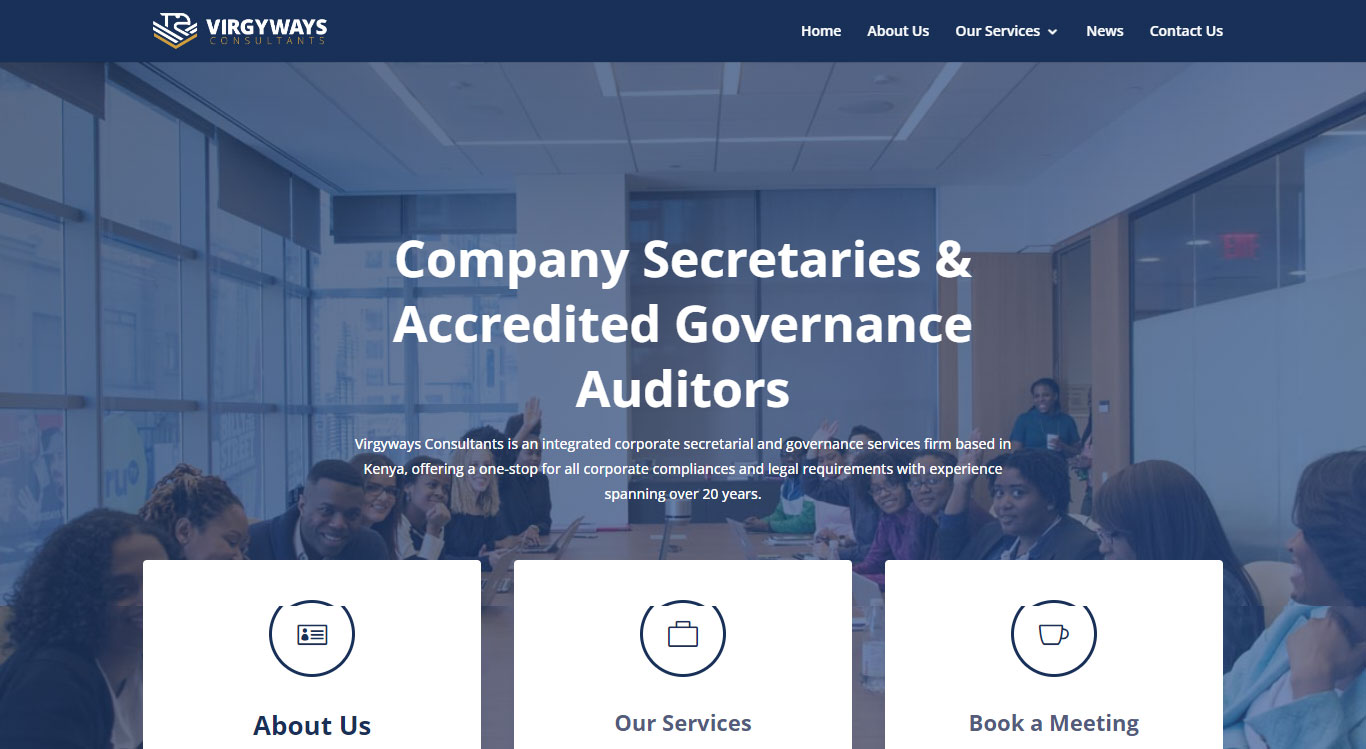 VIRGYWAYS
CONSULTANTS
Home About Us Our Services News Contact Us
Company Secretaries &
Accredited Governance
Auditors
Virgyways Consultants is an integrated corporate secretarial and governance services firm based in
Kenya, offering a one-stop for all corporate compliances and legal requirements with experience
spanning over 20 years.
About Us
Our Services
Book a Meeting